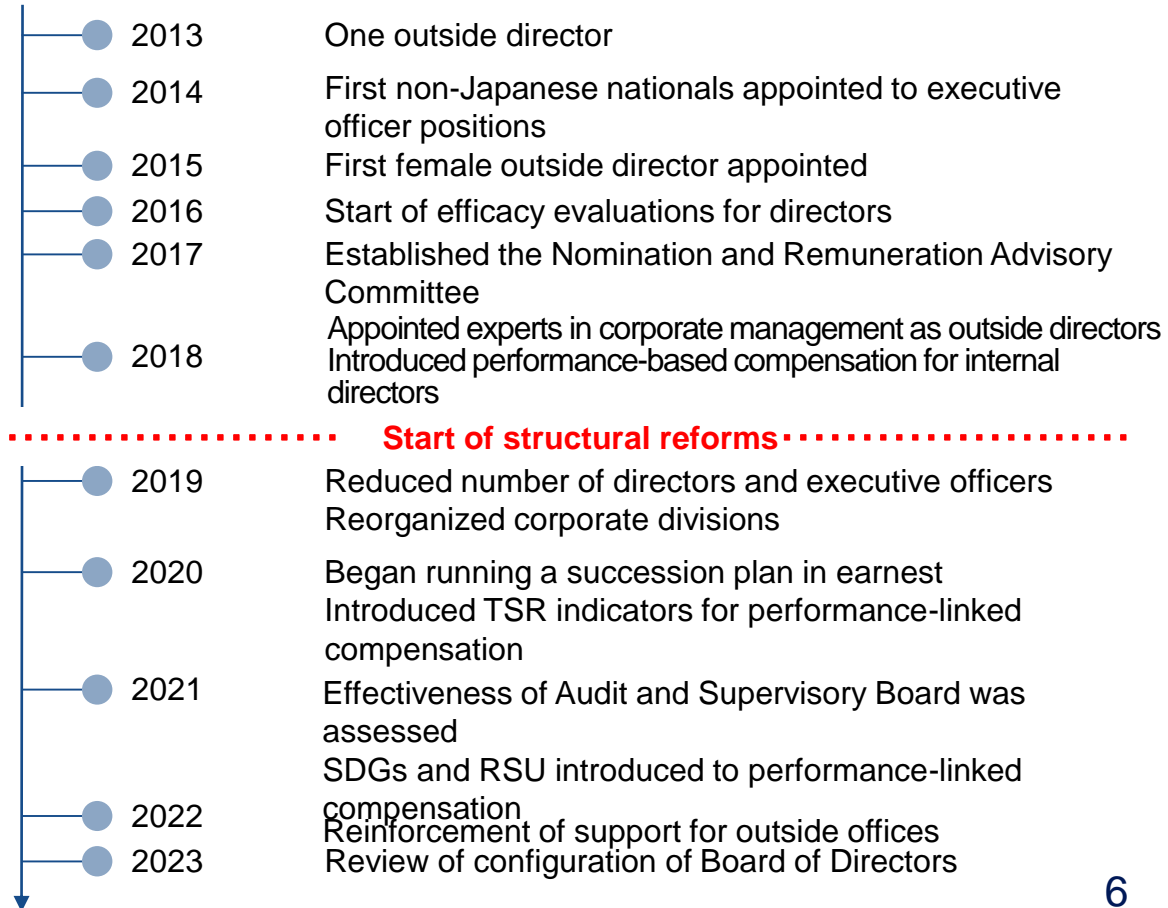 2013 One outside director
2014 First non-Japanese nationals appointed to executive
officer positions
2015 First female outside director appointed
2016 Start of efficacy evaluations for directors
2017 Established the Nomination and Remuneration Advisory
Committee
Appointed experts in corporate management as outside directors
2018 Introduced performance-based compensation for internal
directors
Start of structural reforms
2019 Reduced number of directors and executive officers
Reorganized corporate divisions
2020 Began running a succession plan in earnest
Introduced TSR indicators for performance-linked
compensation
2021 Effectiveness of Audit and Supervisory Board was
assessed
SDGs and RSU introduced to performance-linked
compensation
2022 Reinforcement of support for outside offices
2023 Review of configuration of Board of Directors
6